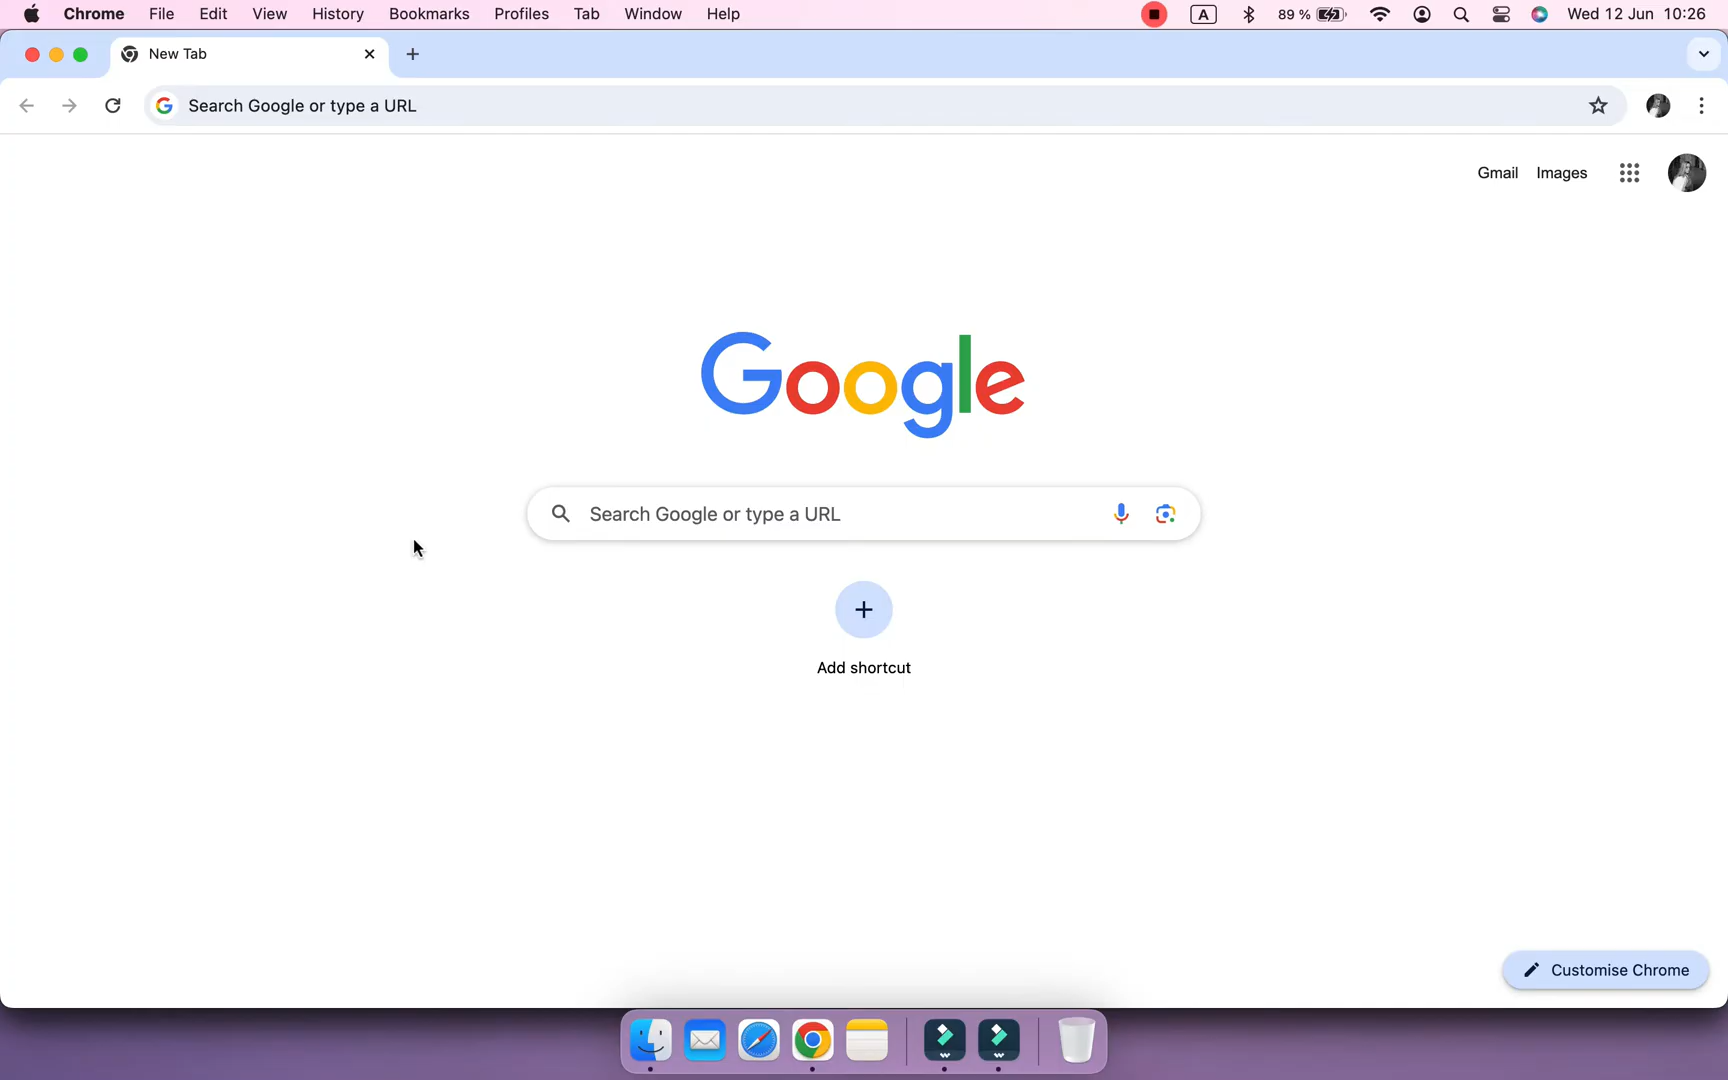 Chrome File Edit View History Bookmarks Profiles Tab Window Help A 89 % Wed 12 Jun 10:26
New Tab
Search Google or type a URL
Gmail Images
Google
Search Google or type a URL
Add shortcut
Customise Chrome